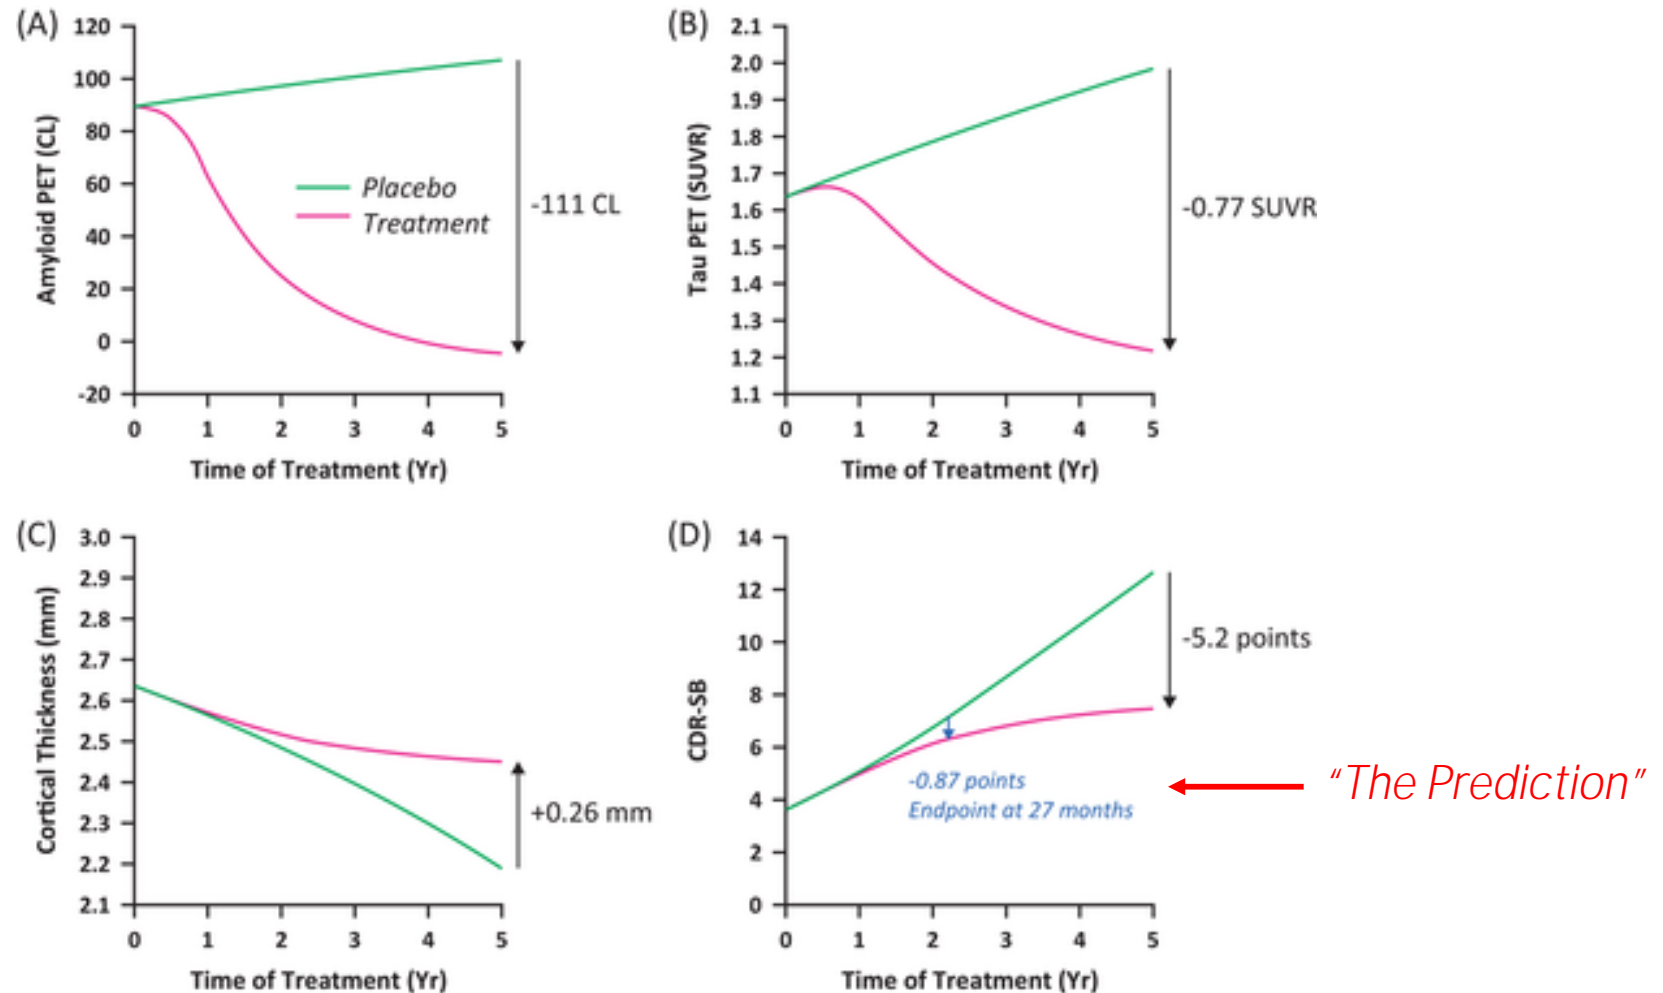 (A)
120
100
80
60
40
20
0
-20
Amyloid PET (CL)
Placebo
Treatment
-111 CL
0 1 2 3 4 5
Time of Treatment (Yr)
(B)
2.1
2.0
1.9
1.8
1.7
1.6
1.5
1.4
1.3
1.2
1.1
Tau PET (SUVR)
-0.77 SUVR
0 1 2 3 4 5
Time of Treatment (Yr)
(C)
3.0
2.9
2.8
2.7
2.6
2.5
2.4
2.3
2.2
2.1
Cortical Thickness (mm)
+0.26 mm
0 1 2 3 4 5
Time of Treatment (Yr)
(D)
14
12
10
8
6
4
2
0
CDR-SB
-5.2 points
-0.87 points
Endpoint at 27 months
"The Prediction"
0 1 2 3 4 5
Time of Treatment (Yr)